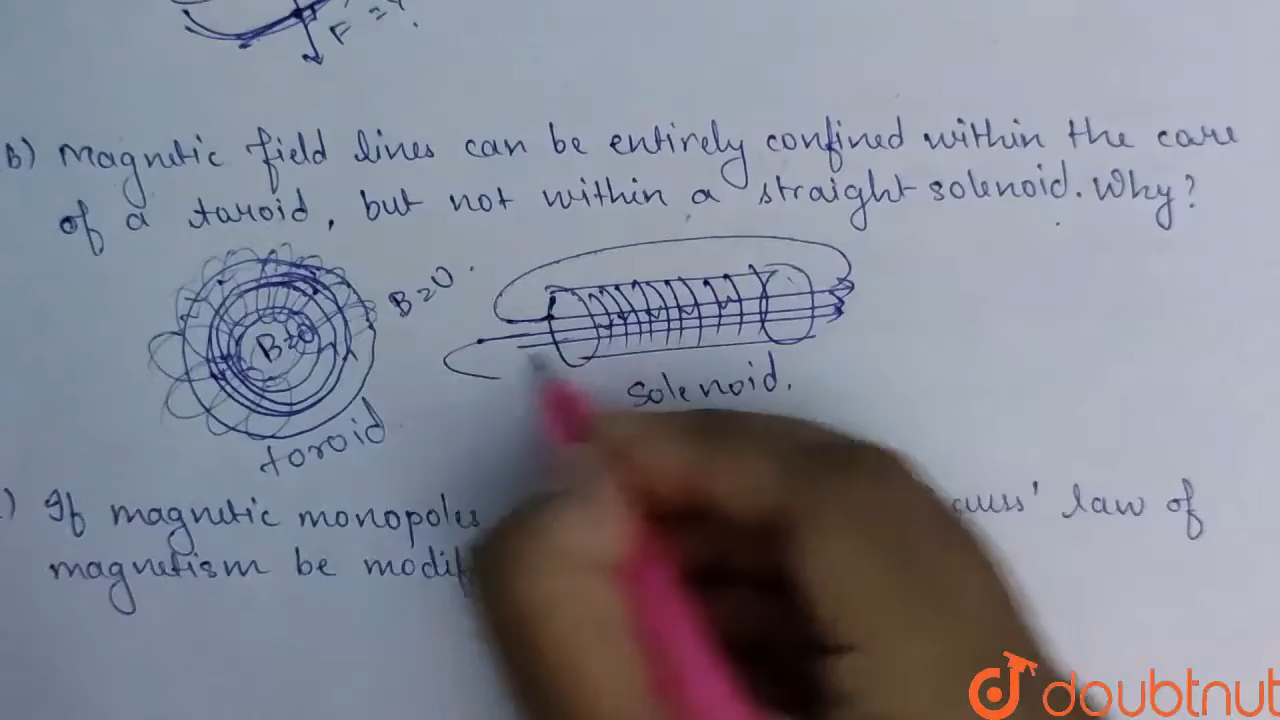 F = ?
B) Magnetic field lines can be entirely confined within the core
of a toroid, but not within a straight solenoid. Why?
B=0
B=0
solenoid.
toroid
) If magnetic monopoles law of
magnetism be
doubtnut